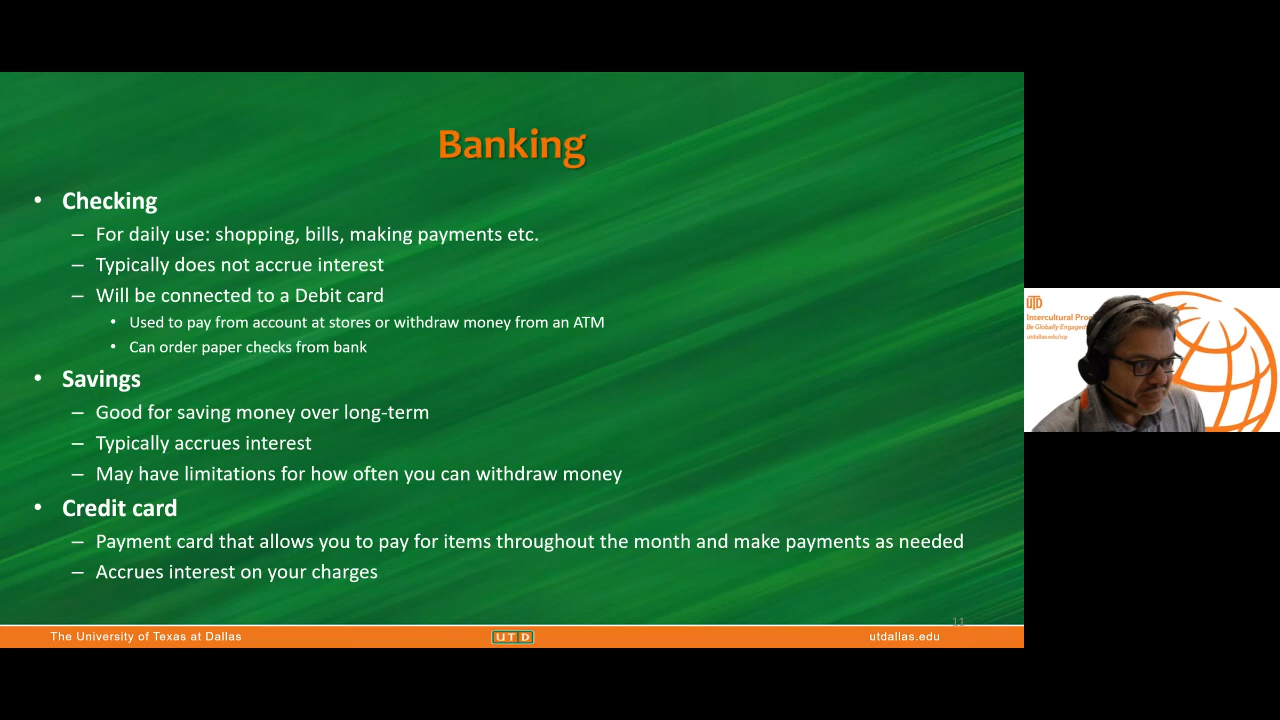 Banking
• Checking
– For daily use: shopping, bills, making payments etc.
– Typically does not accrue interest
– Will be connected to a Debit card
• Used to pay from account at stores or withdraw money from an ATM
• Can order paper checks from bank
• Savings
– Good for saving money over long-term
– Typically accrues interest
– May have limitations for how often you can withdraw money
• Credit card
– Payment card that allows you to pay for items throughout the month and make payments as needed
– Accrues interest on your charges
11
The University of Texas at Dallas
UTD
utdallas.edu
UTD
Intercultural
Be Globally Engaged
utdallas.edu/icp